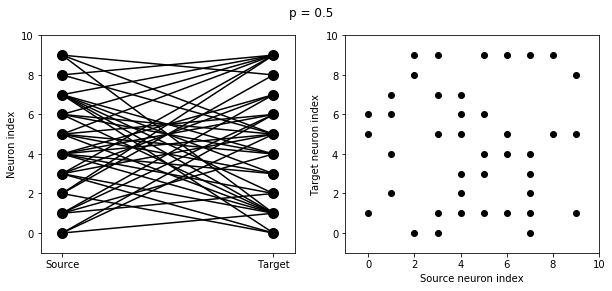 p = 0.5
Neuron index
10
8
6
4
2
0
Source Target
Target neuron index
10
8
6
4
2
0
0 2 4 6 8 10
Source neuron index